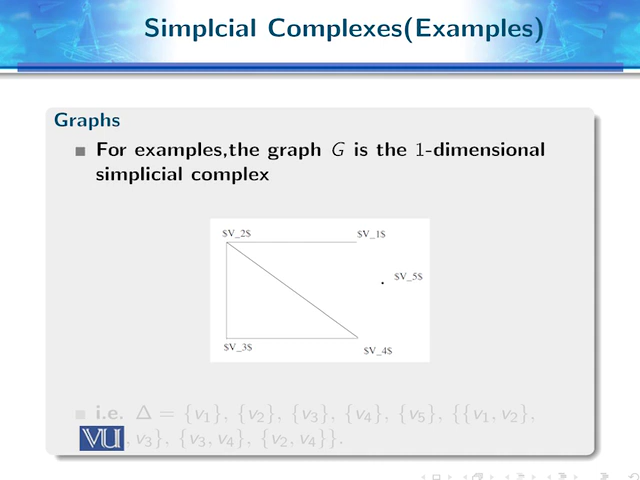 Simplcial Complexes(Examples)
Graphs
For examples,the graph G is the 1-dimensional
simplicial complex
$V_2$ $V_1$
$V_5$
$V_3$ $V_4$
i.e. Δ = {v₁}, {v₂}, {v₃}, {v₄}, {v₅}, {{v₁, v₂},
VU , v₃}, {v₃, v₄}, {v₂, v₄}}.